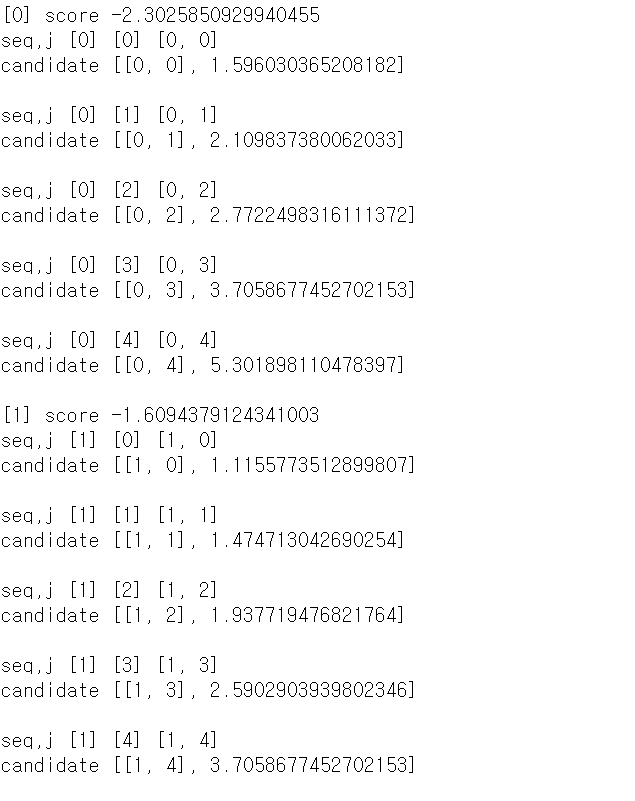 [0] score -2.3025850929940455
seq,j [0] [0] [0, 0]
candidate [[0, 0], 1.596030365208182]
seq,j [0] [1] [0, 1]
candidate [[0, 1], 2.109837380062033]
seq,j [0] [2] [0, 2]
candidate [[0, 2], 2.7722498316111372]
seq,j [0] [3] [0, 3]
candidate [[0, 3], 3.7058677452702153]
seq,j [0] [4] [0, 4]
candidate [[0, 4], 5.301898110478397]
[1] score -1.6094379124341003
seq,j [1] [0] [1, 0]
candidate [[1, 0], 1.1155773512899807]
seq,j [1] [1] [1, 1]
candidate [[1, 1], 1.474713042690254]
seq,j [1] [2] [1, 2]
candidate [[1, 2], 1.937719476821764]
seq,j [1] [3] [1, 3]
candidate [[1, 3], 2.5902903939802346]
seq,j [1] [4] [1, 4]
candidate [[1, 4], 3.7058677452702153]